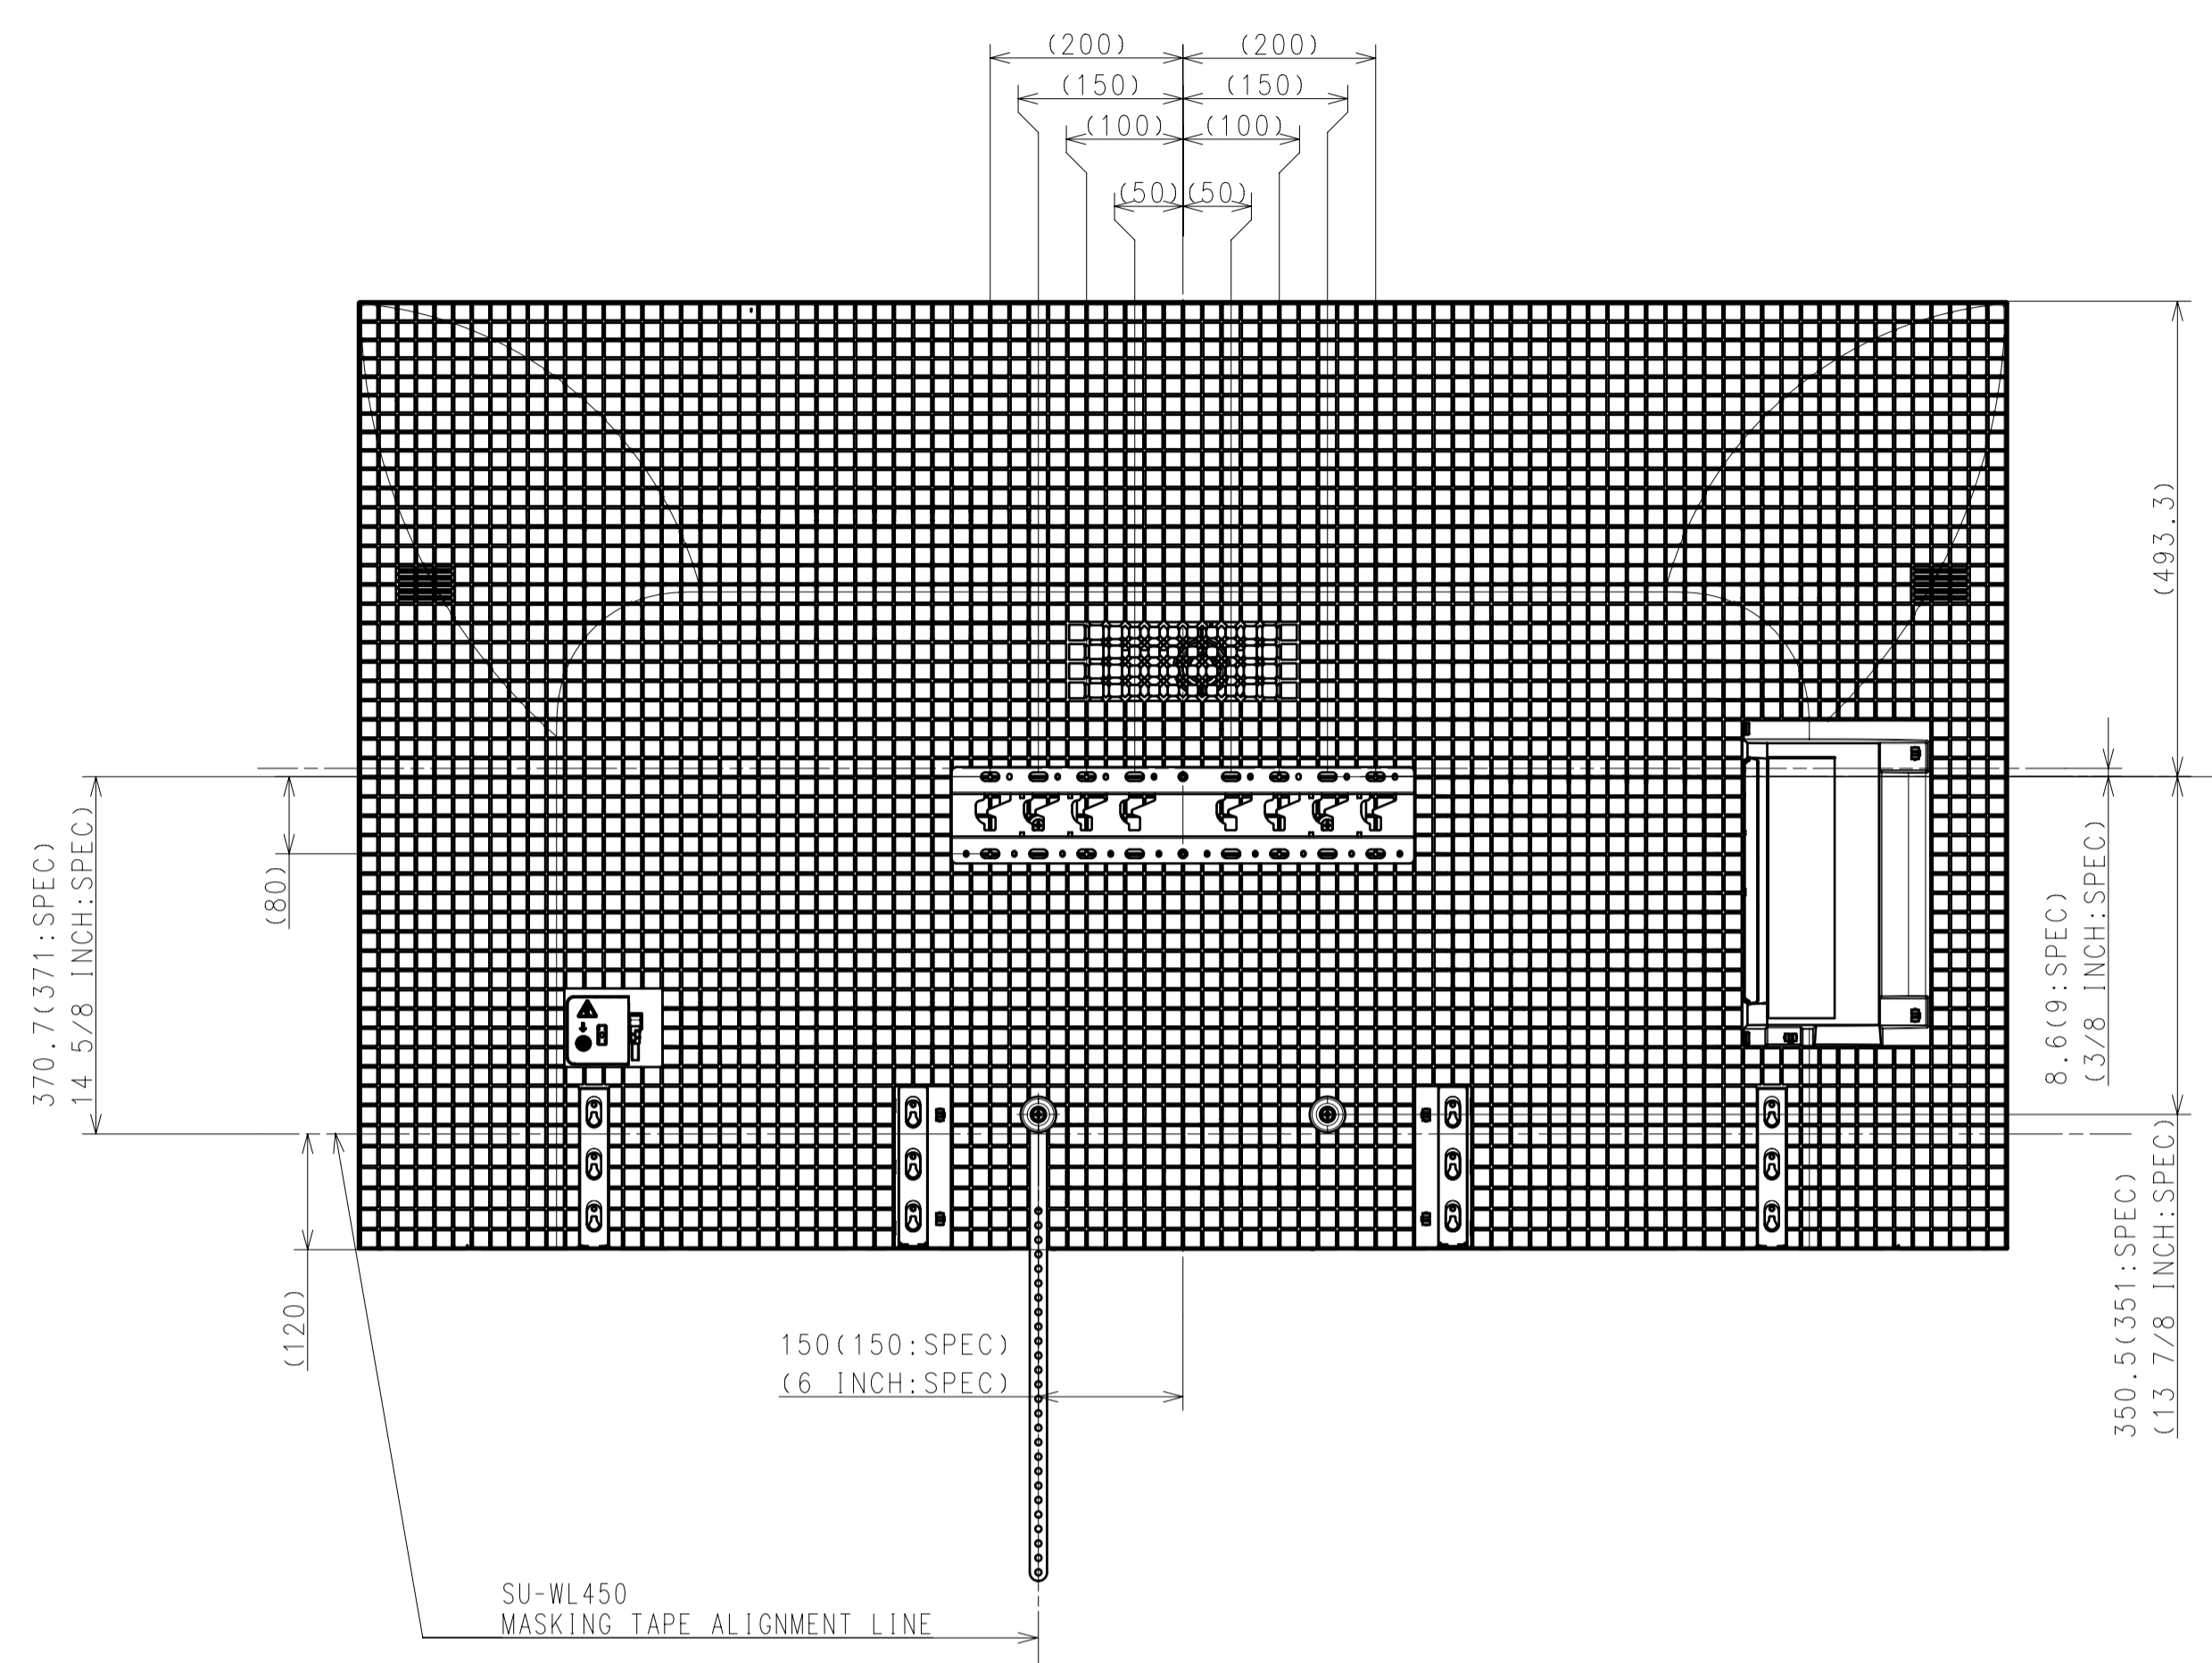 (200) (200)
(150) (150)
(100) (100)
(50) (50)
(493.3)
370.7(371:SPEC)
14 5/8 INCH:SPEC)
(80)
8.6(9:SPEC)
(3/8 INCH:SPEC)
(120)
150(150:SPEC)
(6 INCH:SPEC)
350.5(351:SPEC)
(13 7/8 INCH:SPEC)
SU-WL450
MASKING TAPE ALIGNMENT LINE